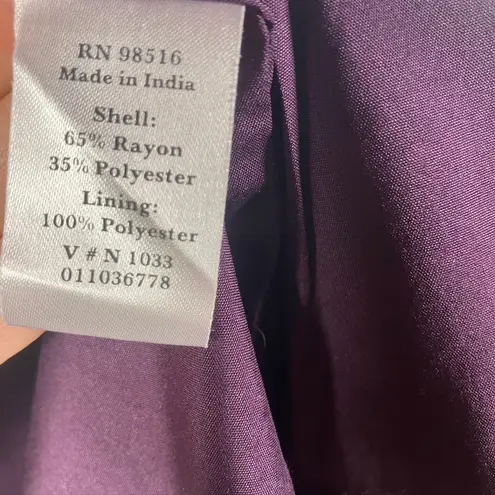 RN 98516
Made in India
Shell:
65% Rayon
35% Polyester
Lining:
100% Polyester
V # N 1033
011036778